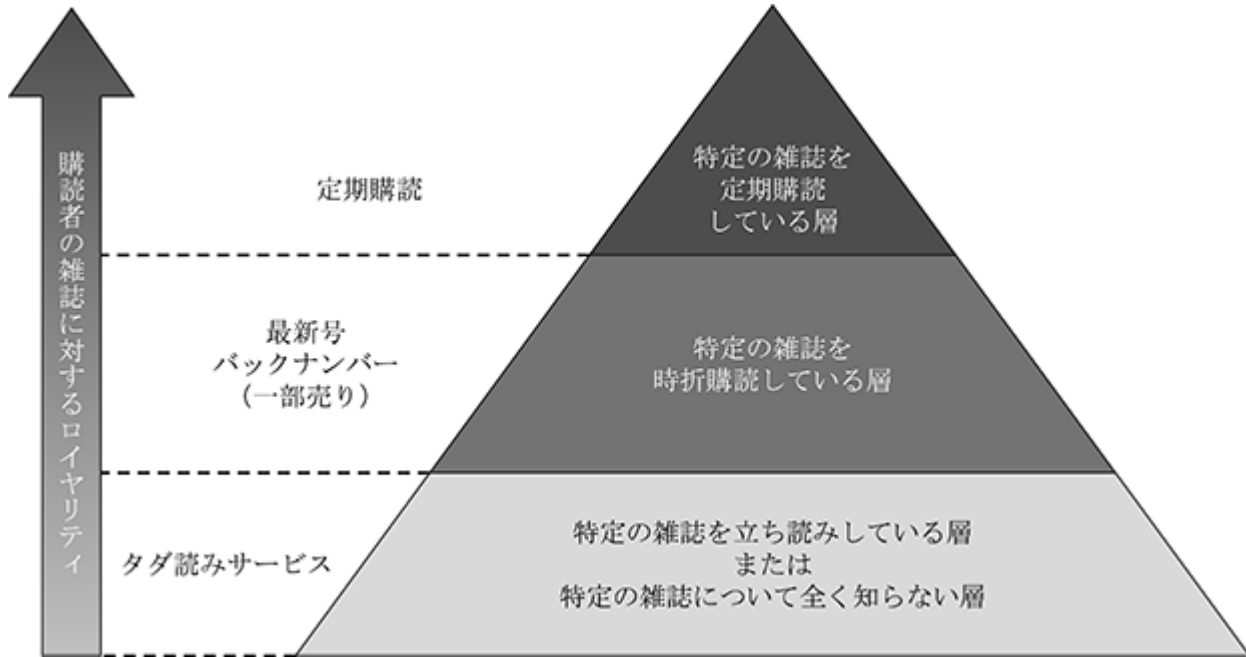 購読者の雑誌に対するロイヤリティ
定期購読
特定の雑誌を
定期購読
している層
最新号
バックナンバー
（一部売り）
特定の雑誌を
時折購読している層
タダ読みサービス
特定の雑誌を立ち読みしている層
または
特定の雑誌について全く知らない層